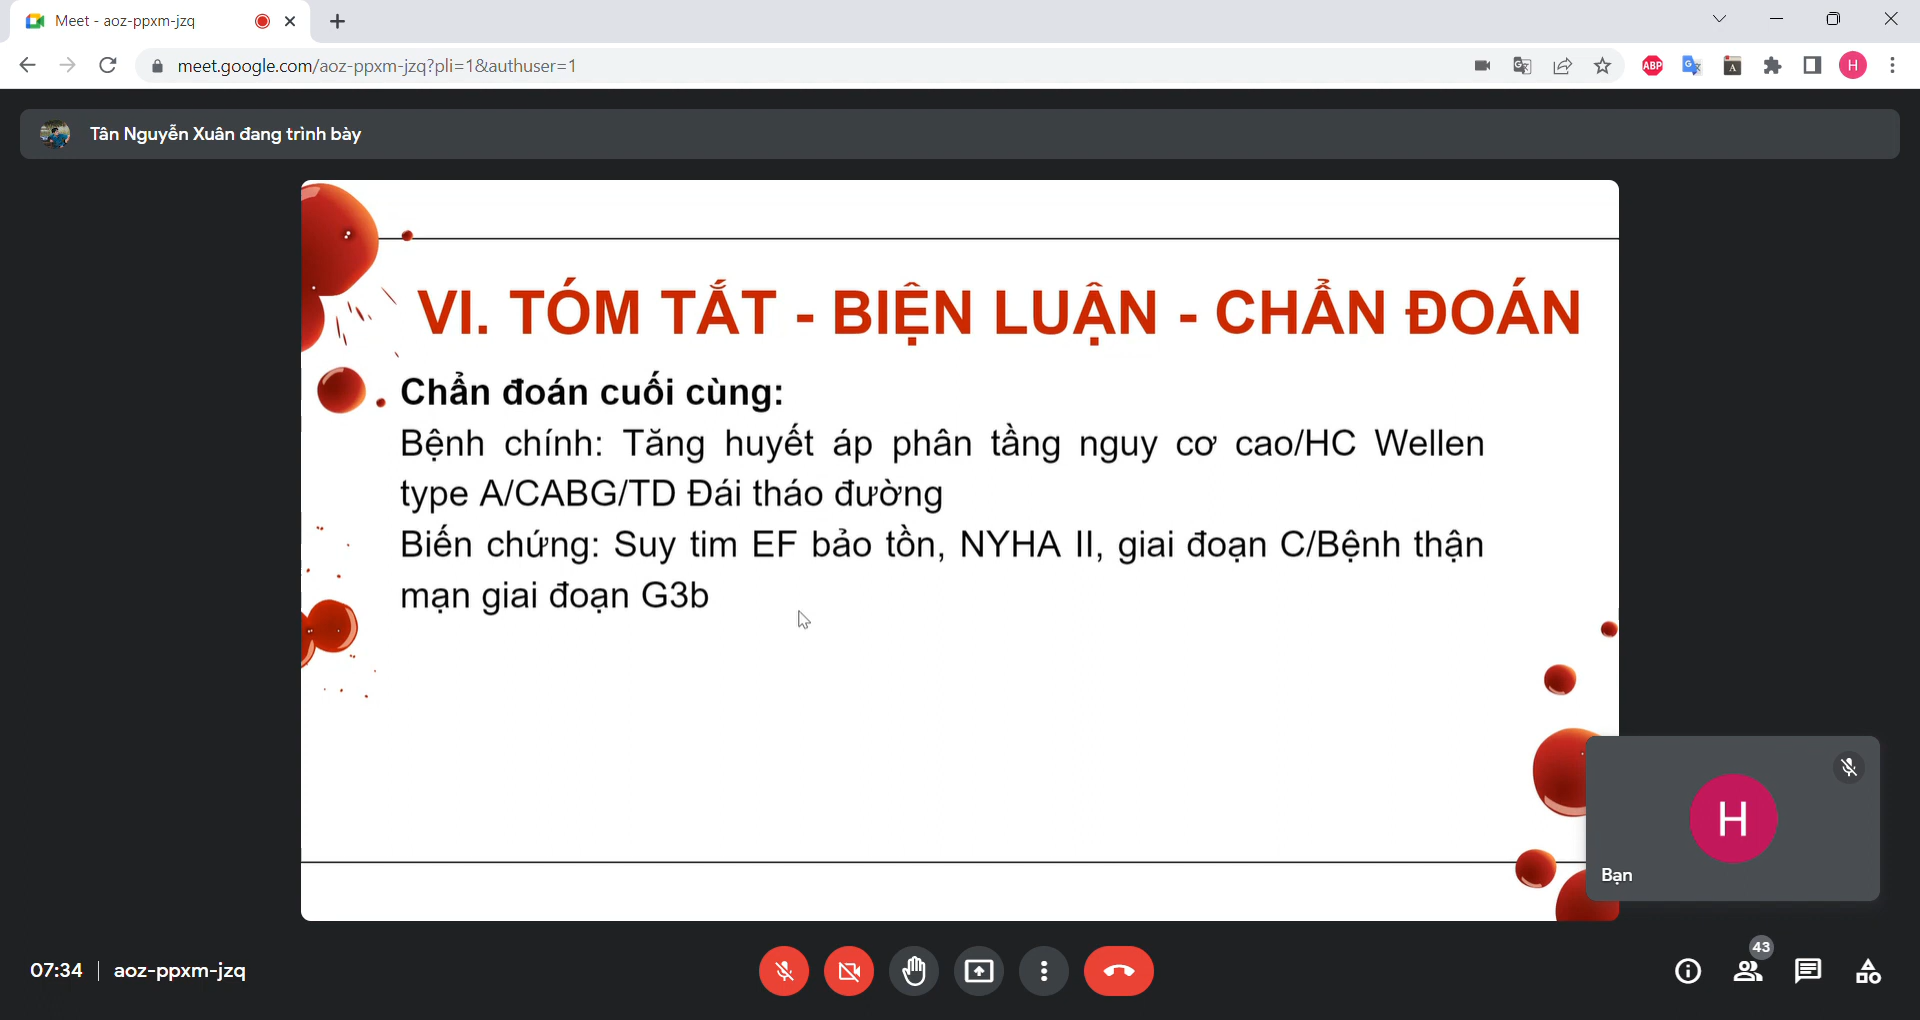 Meet - aoz-ppxm-jzq
meet.google.com/aoz-ppxm-jzq?pli=1&authuser=1
ABP
G
A
H
Tân Nguyễn Xuân đang trình bày
VI. TÓM TẮT - BIỆN LUẬN - CHẨN ĐOÁN
Chẩn đoán cuối cùng:
Bệnh chính: Tăng huyết áp phân tầng nguy cơ cao/HC Wellen
type A/CABG/TD Đái tháo đường
Biến chứng: Suy tim EF bảo tồn, NYHA II, giai đoạn C/Bệnh thận
mạn giai đoạn G3b
H
Bạn
07:34 | aoz-ppxm-jzq
43